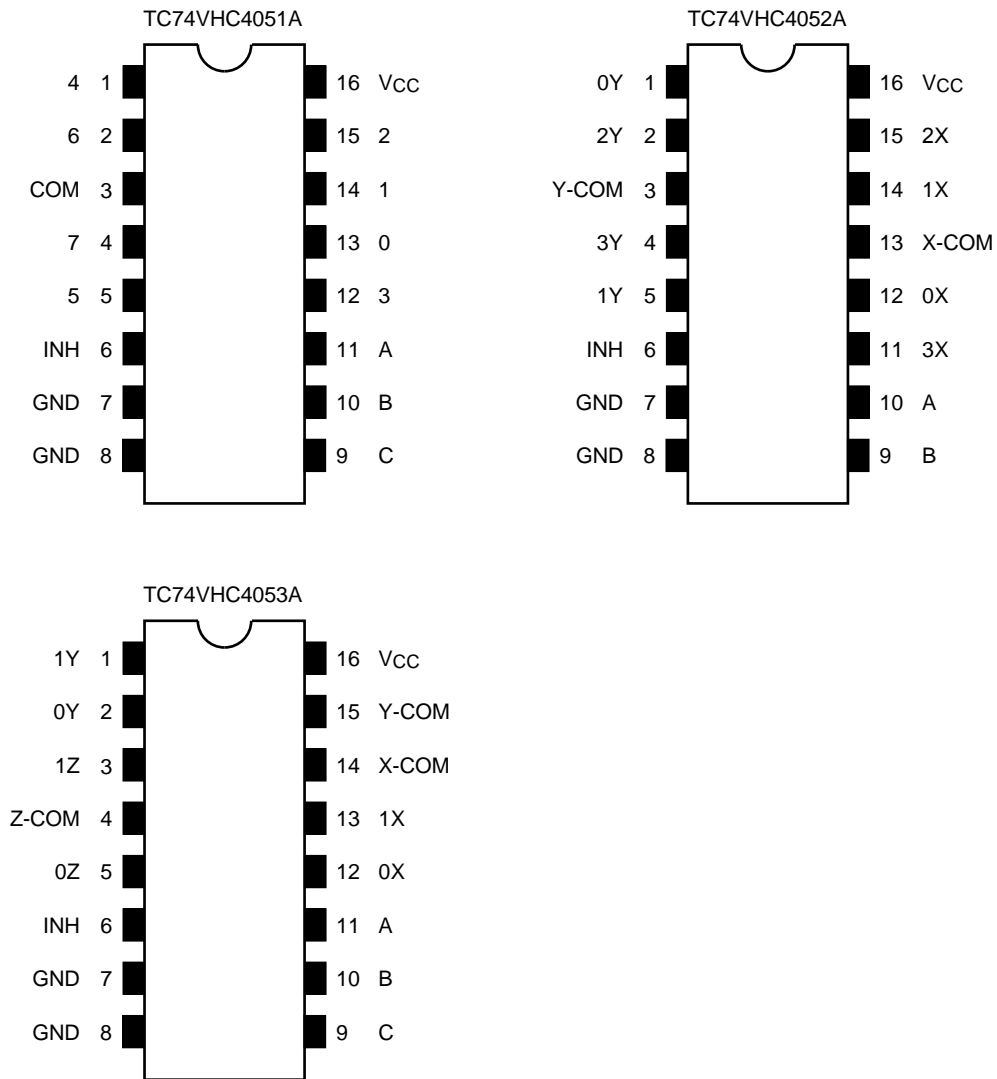 TC74VHC4051A
4 1 16 VCC
6 2 15 2
COM 3 14 1
7 4 13 0
5 5 12 3
INH 6 11 A
GND 7 10 B
GND 8 9 C
TC74VHC4052A
0Y 1 16 VCC
2Y 2 15 2X
Y-COM 3 14 1X
3Y 4 13 X-COM
1Y 5 12 0X
INH 6 11 3X
GND 7 10 A
GND 8 9 B
TC74VHC4053A
1Y 1 16 VCC
0Y 2 15 Y-COM
1Z 3 14 X-COM
Z-COM 4 13 1X
0Z 5 12 0X
INH 6 11 A
GND 7 10 B
GND 8 9 C